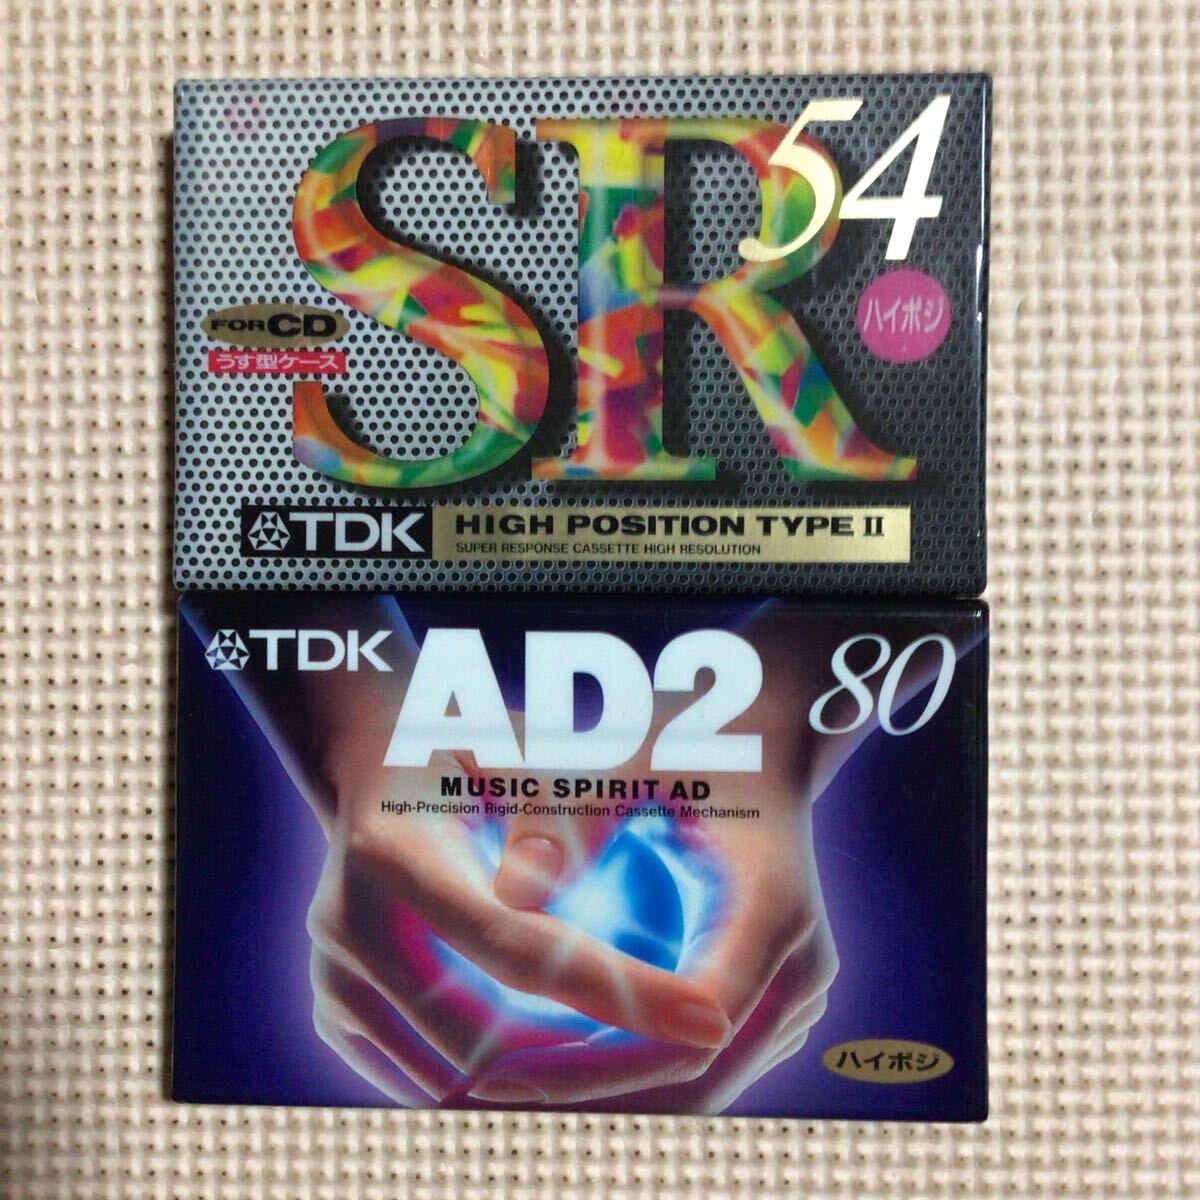 SR
54
ハイポジ
FOR CD
うす型ケース
TDK
HIGH POSITION TYPE II
SUPER RESPONSE CASSETTE HIGH RESOLUTION
TDK
AD2
80
MUSIC SPIRIT AD
High-Precision Rigid-Construction Cassette Mechanism
ハイポジ